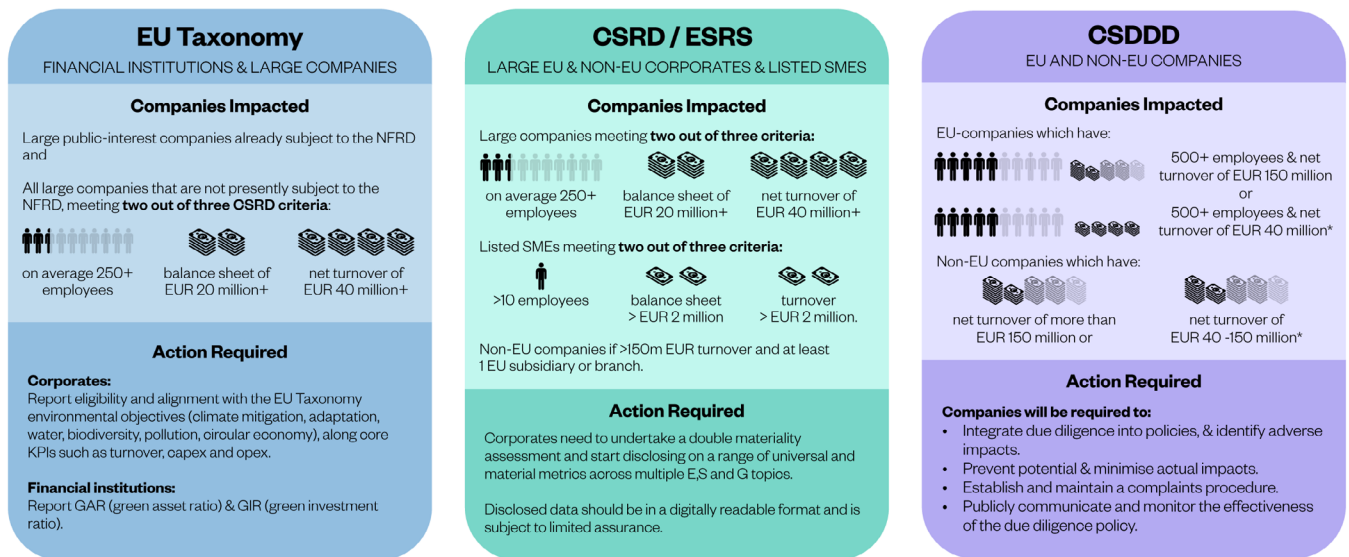 EU Taxonomy
FINANCIAL INSTITUTIONS & LARGE COMPANIES
Companies Impacted
Large public-interest companies already subject to the NFRD
and
All large companies that are not presently subject to the
NFRD, meeting two out of three CSRD criteria:
on average 250+
employees
balance sheet of
EUR 20 million+
net turnover of
EUR 40 million+
Action Required
Corporates:
Report eligibility and alignment with the EU Taxonomy
environmental objectives (climate mitigation, adaptation,
water, biodiversity, pollution, circular economy), along core
KPIs such as turnover, capex and opex.
Financial institutions:
Report GAR (green asset ratio) & GIR (green investment
ratio).
CSRD / ESRS
LARGE EU & NON-EU CORPORATES & LISTED SMES
Companies Impacted
Large companies meeting two out of three criteria:
on average 250+
employees
balance sheet of
EUR 20 million+
net turnover of
EUR 40 million+
Listed SMEs meeting two out of three criteria:
>10 employees
balance sheet
> EUR 2 million
turnover
> EUR 2 million.
Non-EU companies if >150m EUR turnover and at least
1 EU subsidiary or branch.
Action Required
Corporates need to undertake a double materiality
assessment and start disclosing on a range of universal and
material metrics across multiple E,S and G topics.
Disclosed data should be in a digitally readable format and is
subject to limited assurance.
CSDDD
EU AND NON-EU COMPANIES
Companies Impacted
EU-companies which have:
500+ employees & net
turnover of EUR 150 million
or
500+ employees & net
turnover of EUR 40 million*
Non-EU companies which have:
net turnover of more than
EUR 150 million or
net turnover of
EUR 40 -150 million*
Action Required
Companies will be required to:
• Integrate due diligence into policies, & identify adverse
impacts.
• Prevent potential & minimise actual impacts.
• Establish and maintain a complaints procedure.
• Publicly communicate and monitor the effectiveness
of the due diligence policy.